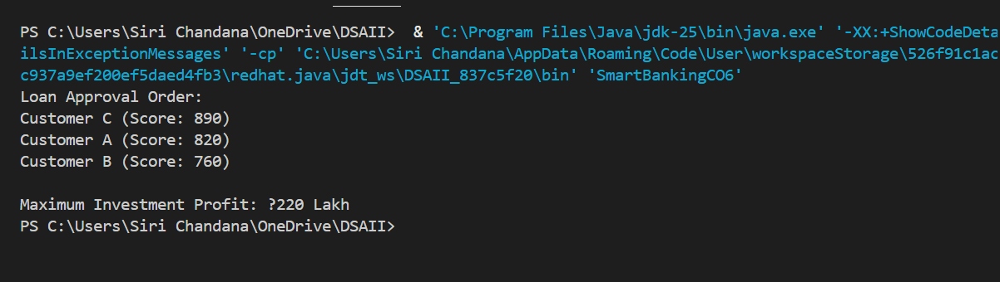 PS C:\Users\Siri Chandana\OneDrive\DSAII>  & 'C:\Program Files\Java\jdk-25\bin\java.exe' '-XX:+ShowCodeDeta
ilsInExceptionMessages' '-cp' 'C:\Users\Siri Chandana\AppData\Roaming\Code\User\workspaceStorage\526f91c1ac
c937a9ef200ef5daed4fb3\redhat.java\jdt_ws\DSAII_837c5f20\bin' 'SmartBankingCO6'
Loan Approval Order:
Customer C (Score: 890)
Customer A (Score: 820)
Customer B (Score: 760)
Maximum Investment Profit: ?220 Lakh
PS C:\Users\Siri Chandana\OneDrive\DSAII>